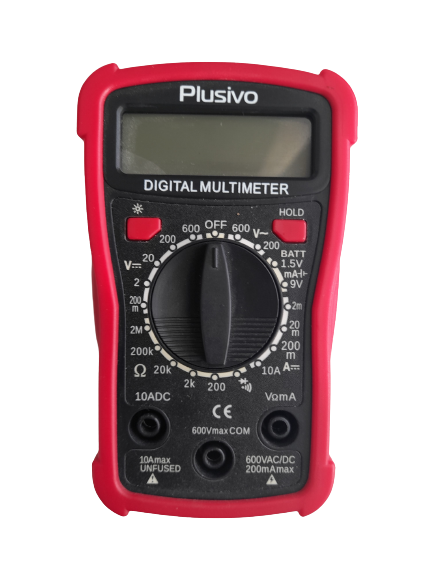 Plusivo
DIGITAL MULTIMETER
HOLD
OFF
600 600 V~
200 200
V⎓ 20 BATT
1.5V
mA
2 9V
200m 2m
2M 20m
200k 200m
Ω 20K 10A A⎓
2k 200
10ADC VΩmA
CE
600Vmax COM
10Amax 600VAC/DC
UNFUSED 200mAmax